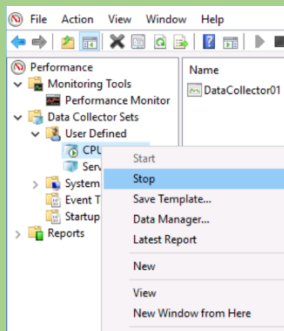 File Action View Window Help
Performance
Monitoring Tools
Performance Monitor
Data Collector Sets
User Defined
CPU
Serv
System
Event T
Startup
Reports
Name
DataCollector01
Start
Stop
Save Template...
Data Manager...
Latest Report
New
View
New Window from Here